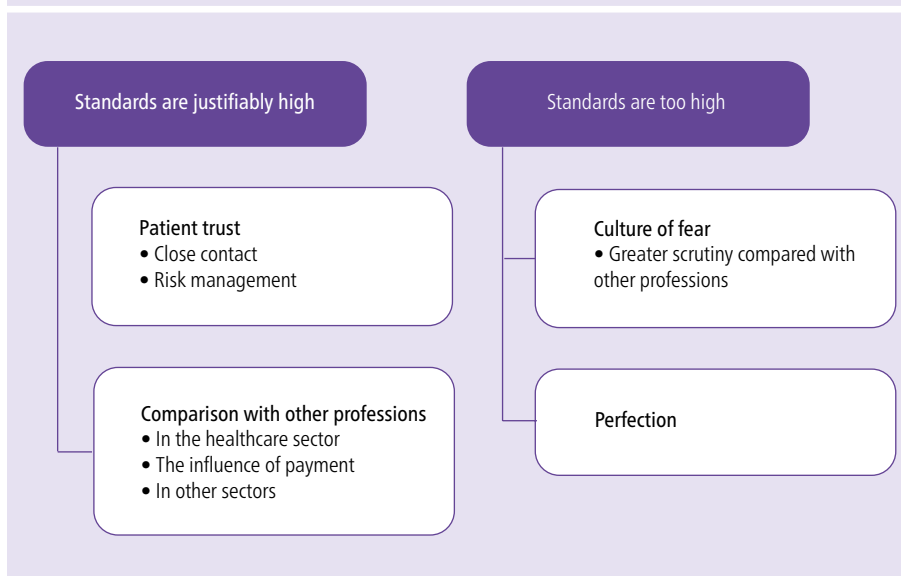 Standards are justifiably high
Patient trust
• Close contact
• Risk management
Comparison with other professions
• In the healthcare sector
• The influence of payment
• In other sectors
Standards are too high
Culture of fear
• Greater scrutiny compared with
other professions
Perfection